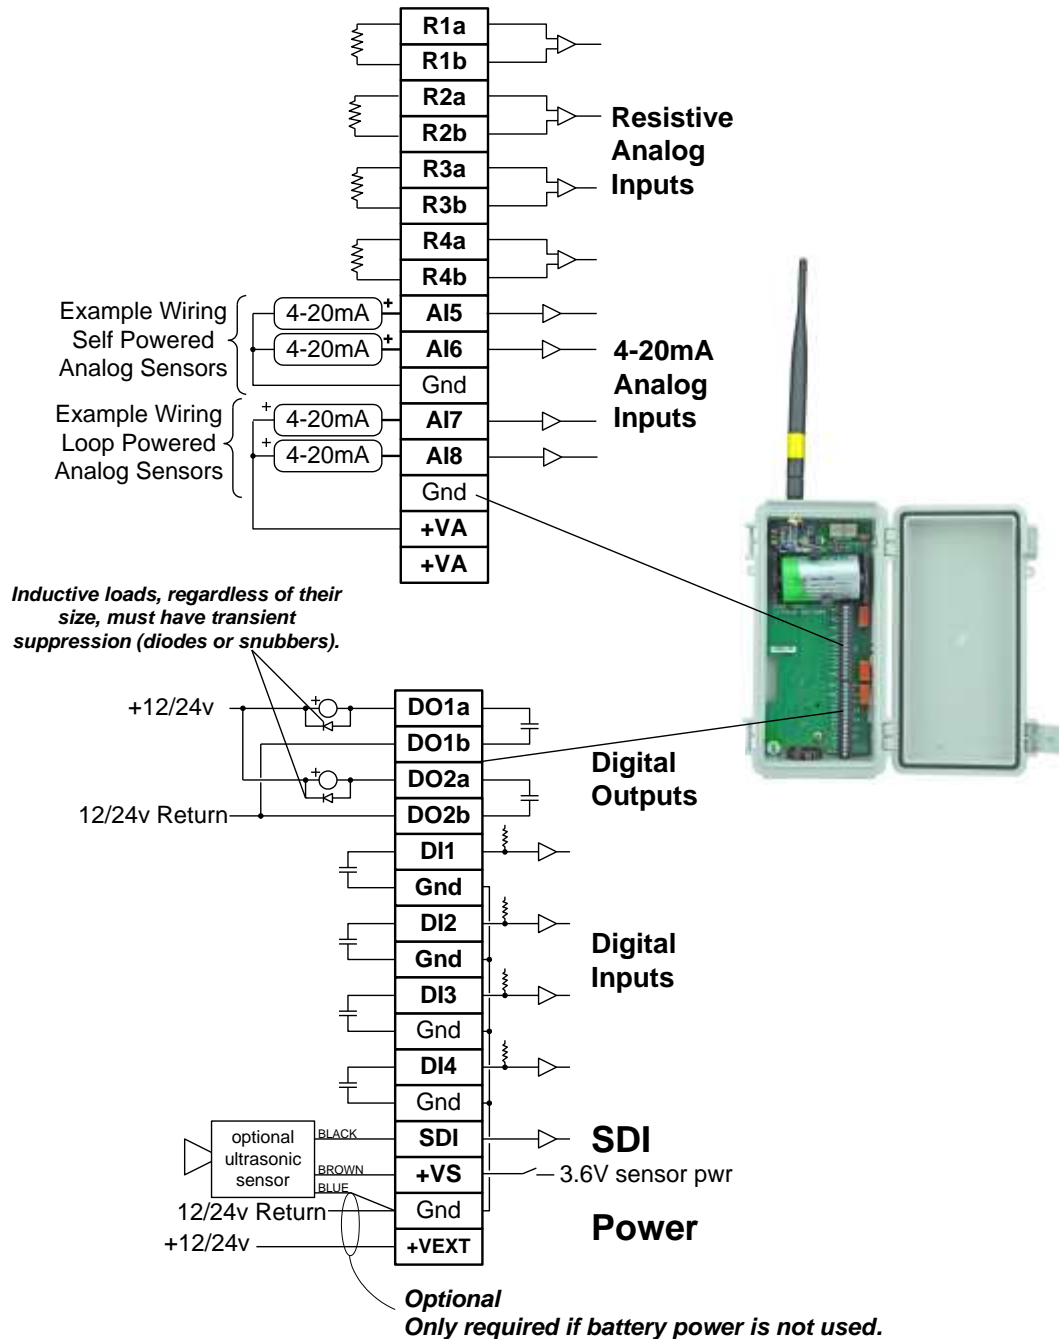 R1a
R1b
R2a
R2b
R3a
R3b
R4a
R4b
Resistive
Analog
Inputs
Example Wiring
Self Powered
Analog Sensors
4-20mA
+
4-20mA
+
AI5
AI6
Gnd
4-20mA
Analog
Inputs
Example Wiring
Loop Powered
Analog Sensors
+
4-20mA
+
4-20mA
AI7
AI8
Gnd
+VA
+VA
Inductive loads, regardless of their
size, must have transient
suppression (diodes or snubbers).
+12/24v
+
DO1a
DO1b
+
DO2a
12/24v Return
DO2b
Digital
Outputs
DI1
Gnd
DI2
Gnd
DI3
Gnd
DI4
Gnd
Digital
Inputs
optional
ultrasonic
sensor
BLACK
BROWN
BLUE
SDI
SDI
+VS
3.6V sensor pwr
12/24v Return
Gnd
Power
+12/24v
+VEXT
Optional
Only required if battery power is not used.